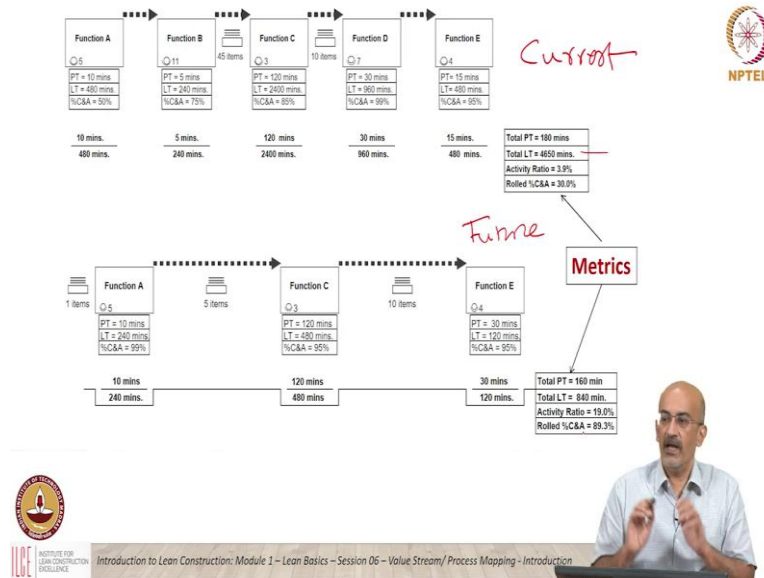 Function A
Function B
45 items
Function C
10 items
Function D
Function E
Current
NPTEL
5
11
3
7
4
PT = 10 mins
LT = 480 mins
%C&A = 50%
PT = 5 mins
LT = 240 mins
%C&A = 75%
PT = 120 mins
LT = 2400 mins
%C&A = 85%
PT = 30 mins
LT = 960 mins
%C&A = 99%
PT= 15 mins
LT=480 mins
%C&A = 95%
10 mins.
480 mins.
5 mins.
240 mins.
120 mins
2400 mins.
30 mins
960 mins.
15 mins.
480 mins.
Total PT = 180 mins
Total LT = 4650 mins.
Activity Ratio = 3.9%
Rolled %C&A = 30.0%
Future
Metrics
1 items
Function A
5 items
Function C
10 items
Function E
5
3
4
PT = 10 mins
LT = 240 mins
%C&A = 99%
PT = 120 mins
LT = 480 mins
%C&A = 95%
PT = 30 mins
LT = 120 mins
%C&A = 95%
10 mins
240 mins.
120 mins
480 mins
30 mins
120 mins.
Total PT = 160 min
Total LT = 840 min.
Activity Ratio = 19.0%
Rolled %C&A = 89.3%
ILCE
INSTITUTE FOR
LEAN CONSTRUCTION
EXCELLENCE
Introduction to Lean Construction: Module 1 – Lean Basics – Session 06 – Value Stream/ Process Mapping - Introduction